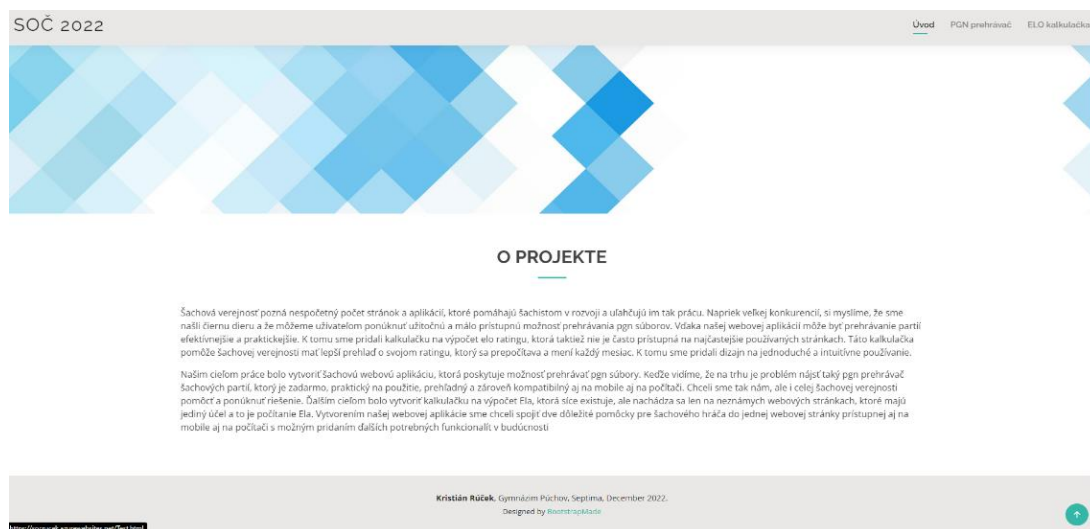 SOČ 2022
Úvod PGN prehrávač ELO kalkulačka
O PROJEKTE
Šachová verejnosť pozná nespočetný počet stránok a aplikácií, ktoré pomáhajú šachistom v rozvoji a uľahčujú im tak prácu. Napriek veľkej konkurencií, si myslíme, že sme
našli čiernu dieru a že môžeme užívateľom ponúknuť užitočnú a málo prístupnú možnosť prehrávania pgn súborov. Vďaka našej webovej aplikácií môže byť prehrávanie partií
efektívnejšie a praktickejšie. K tomu sme pridali kalkulačku na výpočet elo ratingu, ktorá taktiež nie je často prístupná na najčastejšie používaných stránkach. Táto kalkulačka
pomôže šachovej verejnosti mať lepší prehľad o svojom ratingu, ktorý sa prepočítava a mení každý mesiac. K tomu sme pridali dizajn na jednoduché a intuitívne používanie.
Našim cieľom práce bolo vytvoriť šachovú webovú aplikáciu, ktorá poskytuje možnosť prehrávať pgn súbory. Keďže vidíme, že na trhu je problém nájsť taký pgn prehrávač
šachových partií, ktorý je zadarmo, praktický na použitie, prehľadný a zároveň kompatibilný aj na mobile aj na počítači. Chceli sme tak nám, ale i celej šachovej verejnosti
pomôcť a ponúknuť riešenie. Ďalším cieľom bolo vytvoriť kalkulačku na výpočet Ela, ktorá síce existuje, ale nachádza sa len na neznámych webových stránkach, ktoré majú
jediný účel a to je počítanie Ela. Vytvorením našej webovej aplikácie sme chceli spojiť dve dôležité pomôcky pre šachového hráča do jednej webovej stránky prístupnej aj na
mobile aj na počítači s možným pridaním ďalších potrebných funkcionalít v budúcnosti
Kristián Rúček, Gymnázim Púchov, Septima, December 2022.
Designed by BootstrapMade